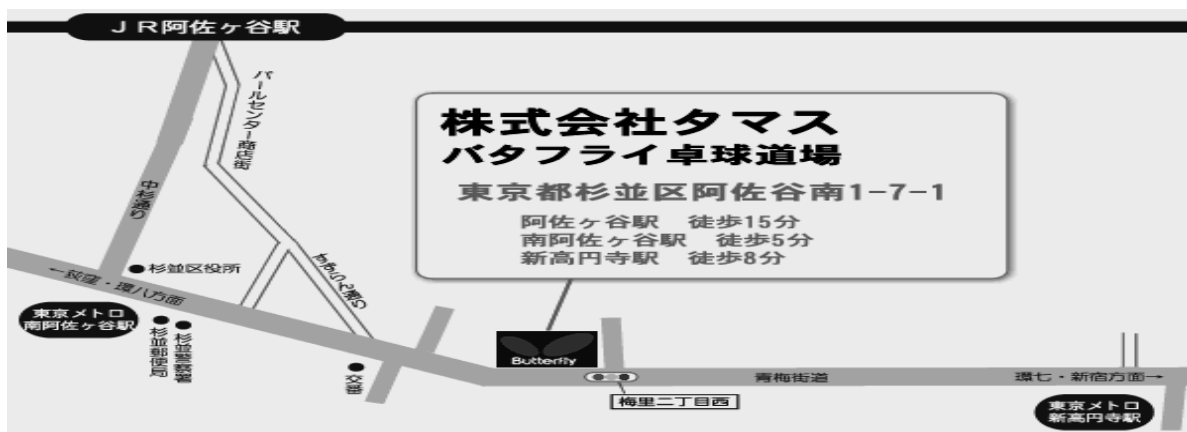 JR阿佐ヶ谷駅
パールセンター商店街
株式会社タマス
バタフライ卓球道場
東京都杉並区阿佐谷南1-7-1
阿佐ヶ谷駅 徒歩15分
南阿佐ヶ谷駅 徒歩5分
新高円寺駅 徒歩8分
中杉通り
●杉並区役所
←荻窪・環八方面
東京メトロ
南阿佐ヶ谷駅
杉並郵便局
杉並警察署
交番
Butterfly
青梅街道
環七・新宿方面→
梅里二丁目西
東京メトロ
新高円寺駅